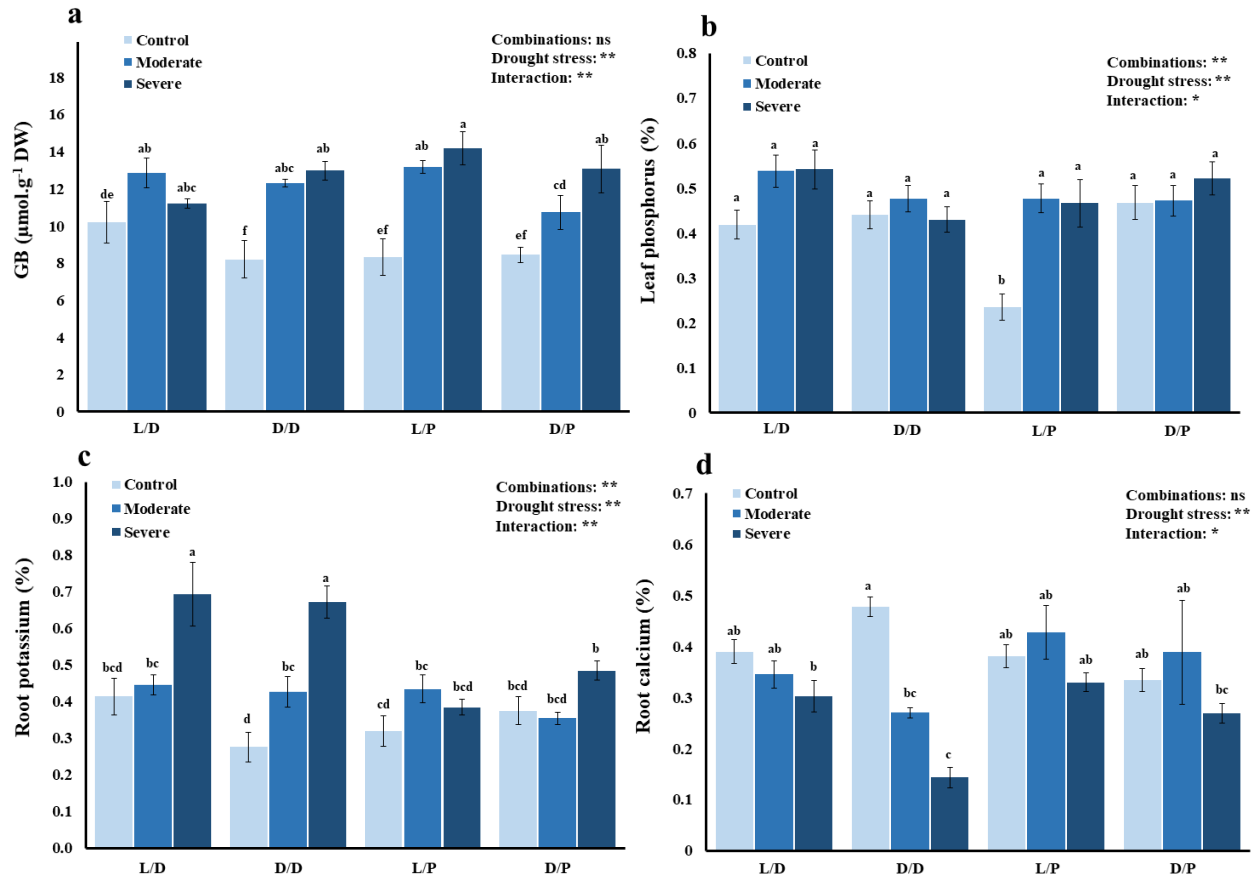 a
Control
Moderate
Severe
Combinations: ns
Drought stress: **
Interaction: **
GB (µmol.g⁻¹ DW)
18
16
14
12
10
8
6
4
2
0
de
ab
abc
f
abc
ab
ef
ab
a
ef
cd
ab
L/D
D/D
L/P
D/P
b
Control
Moderate
Severe
Combinations: **
Drought stress: **
Interaction: *
Leaf phosphorus (%)
0.8
0.7
0.6
0.5
0.4
0.3
0.2
0.1
0
a
a
a
a
a
a
b
a
a
a
a
a
L/D
D/D
L/P
D/P
c
Control
Moderate
Severe
Combinations: **
Drought stress: **
Interaction: **
Root potassium (%)
1.0
0.9
0.8
0.7
0.6
0.5
0.4
0.3
0.2
0.1
0.0
bcd
bc
a
d
bc
a
cd
bc
bcd
bcd
bcd
b
L/D
D/D
L/P
D/P
d
Control
Moderate
Severe
Combinations: ns
Drought stress: **
Interaction: *
Root calcium (%)
0.7
0.6
0.5
0.4
0.3
0.2
0.1
0
ab
ab
b
a
bc
c
ab
ab
ab
ab
ab
bc
L/D
D/D
L/P
D/P